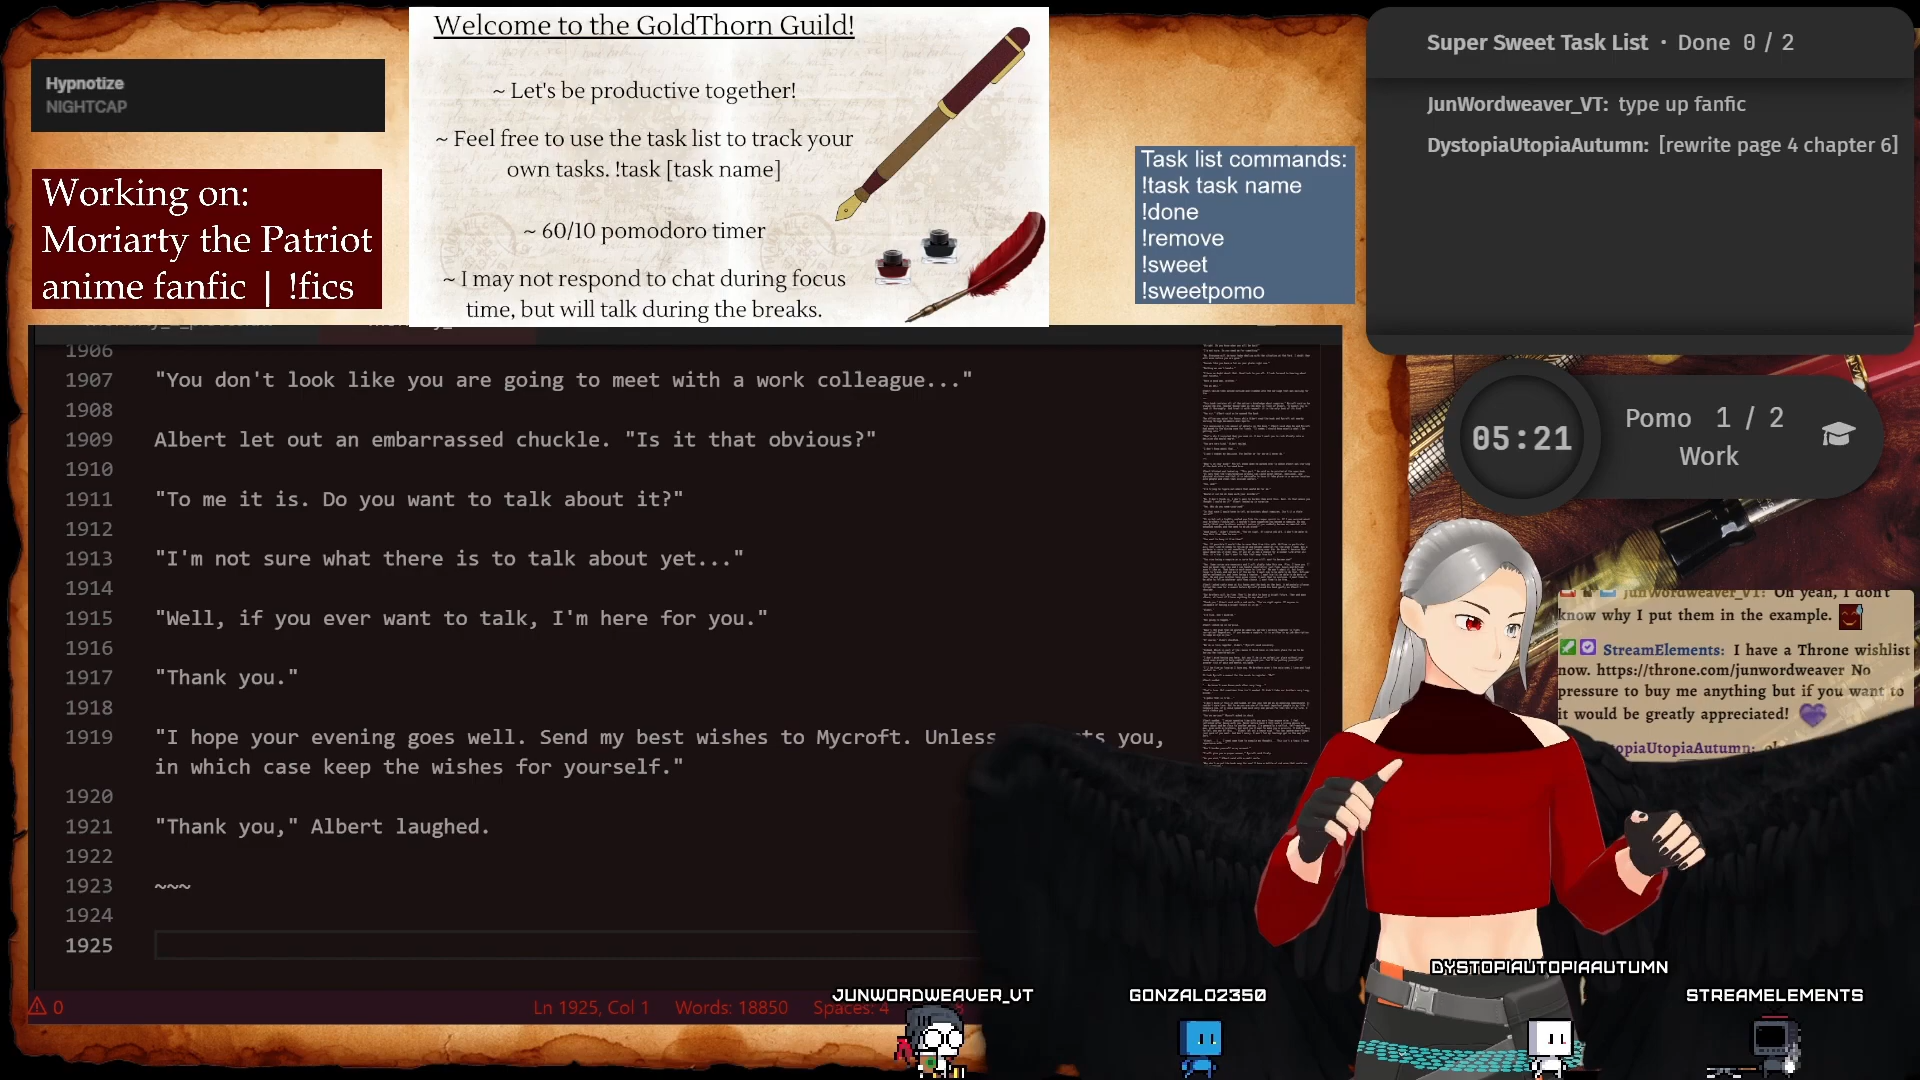 Hypnotize
NIGHTCAP
Working on:
Moriarty the Patriot
anime fanfic | !fics
Welcome to the GoldThorn Guild!
~ Let's be productive together!
~ Feel free to use the task list to track your
own tasks. !task [task name]
~ 60/10 pomodoro timer
~ I may not respond to chat during focus
time, but will talk during the breaks.
Task list commands:
!task task name
!done
!remove
!sweet
!sweetpomo
Super Sweet Task List · Done 0 / 2
JunWordweaver_VT: type up fanfic
DystopiaUtopiaAutumn: [rewrite page 4 chapter 6]
05:21
Pomo 1 / 2
Work
1906
1907 "You don't look like you are going to meet with a work colleague..."
1908
1909 Albert let out an embarrassed chuckle. "Is it that obvious?"
1910
1911 "To me it is. Do you want to talk about it?"
1912
1913 "I'm not sure what there is to talk about yet..."
1914
1915 "Well, if you ever want to talk, I'm here for you."
1916
1917 "Thank you."
1918
1919 "I hope your evening goes well. Send my best wishes to Mycroft. Unless you,
in which case keep the wishes for yourself."
1920
1921 "Thank you," Albert laughed.
1922
1923 ~~~
1924
1925
0
Ln 1925, Col 1 Words: 18850 Spaces: 4
JunWordweaver_VT: Oh yeah, I don't
know why I put them in the example.
StreamElements: I have a Throne wishlist
now. https://throne.com/junwordweaver No
pressure to buy me anything but if you want to
it would be greatly appreciated!
opiaUtopiaAutumn:
JUNWORDWEAVER_VT
GONZALO2350
DYSTOPIAUTOPIAAUTUMN
STREAMELEMENTS